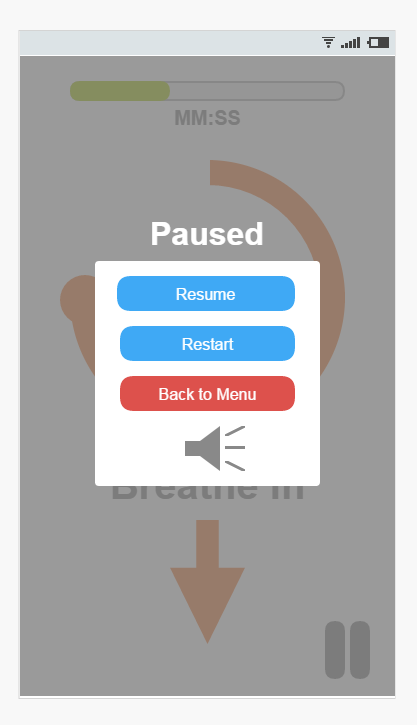 MM:SS
Paused
Resume
Restart
Back to Menu
Breathe In